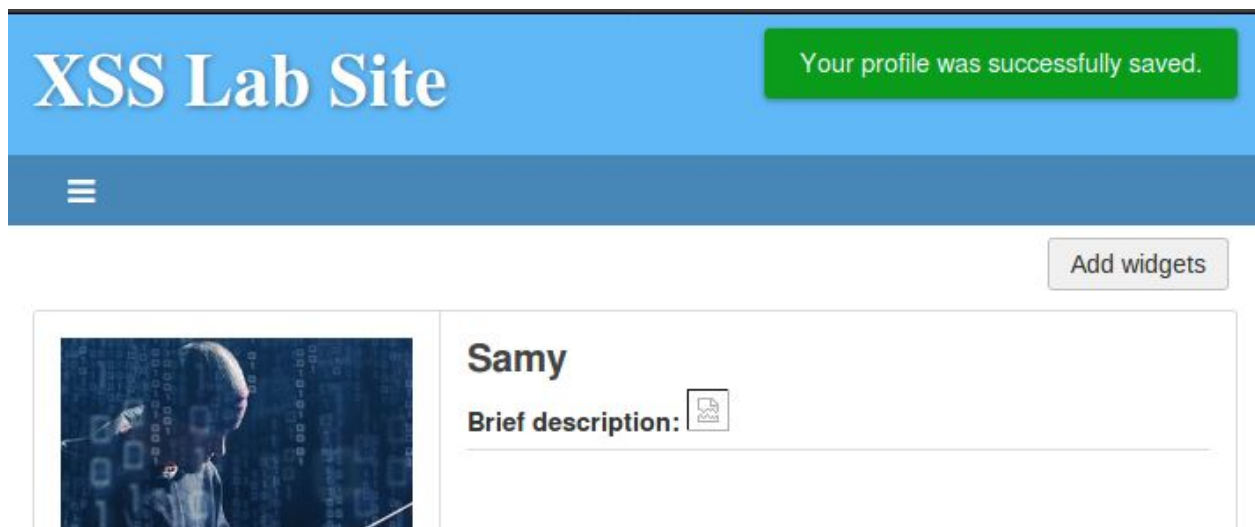 XSS Lab Site
Your profile was successfully saved.
Add widgets
Samy
Brief description: